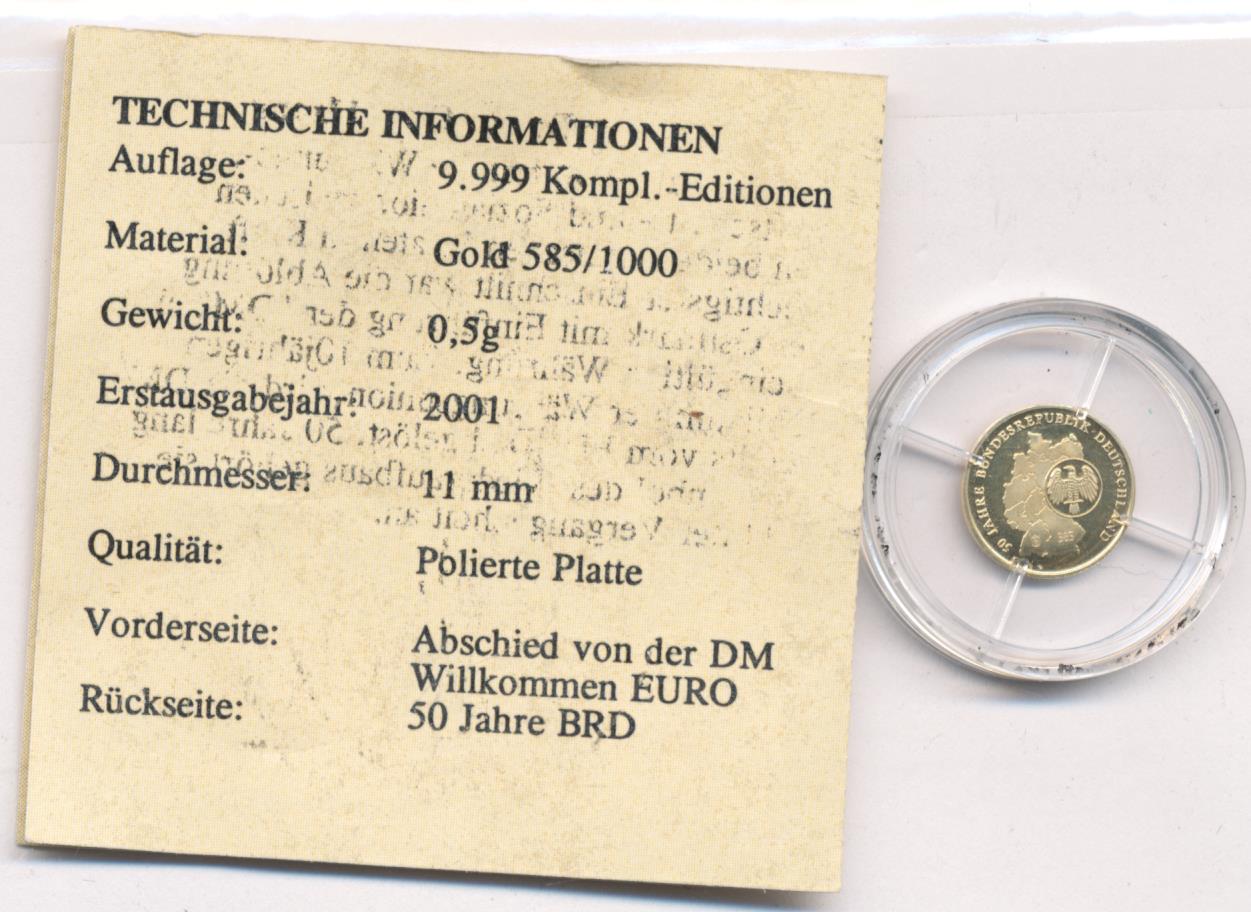 TECHNISCHE INFORMATIONEN
Auflage: 9.999 Kompl.-Editionen
Material: Gold 585/1000
Gewicht: 0,5g
Erstausgabejahr: 2001
Durchmesser: 11 mm
Qualität: Polierte Platte
Vorderseite: Abschied von der DM
Willkommen EURO
Rückseite: 50 Jahre BRD
50 JAHRE BUNDESREPUBLIK DEUTSCHLAND
585